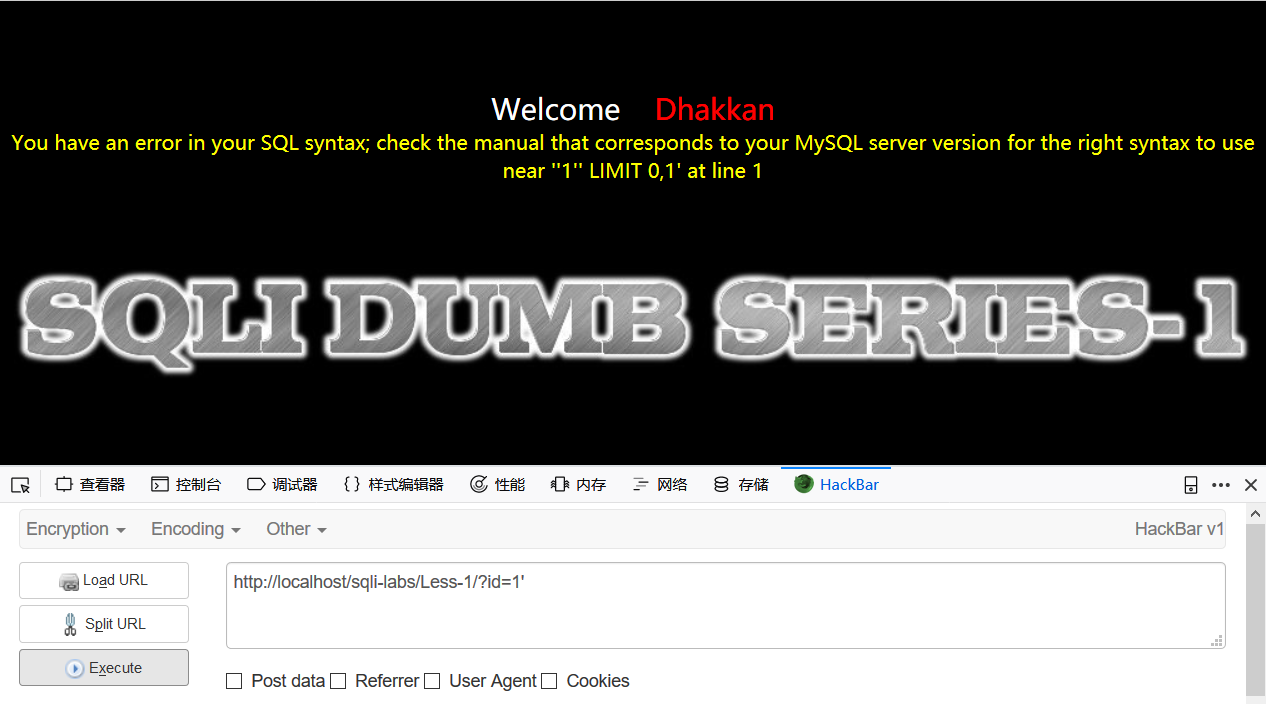 Welcome Dhakkan
You have an error in your SQL syntax; check the manual that corresponds to your MySQL server version for the right syntax to use
near ''1'' LIMIT 0,1' at line 1
SQLI DUMB SERIES-1
查看器 控制台 调试器 样式编辑器 性能 内存 网络 存储 HackBar
Encryption Encoding Other HackBar v1
Load URL
http://localhost/sqli-labs/Less-1/?id=1'
Split URL
Execute
Post data Referrer User Agent Cookies